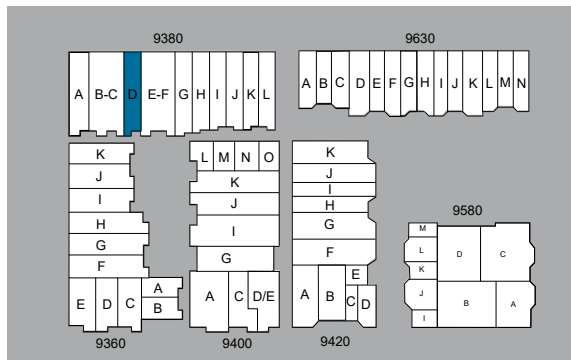 9380
9630
A B-C D E-F G H I J K L
A B C D E F G H I J K L M N
K
J
I
H
G
F
E D C
A
B
9360
L M N O
K
J
I
G
A C D/E
9400
K
J
I
H
G
F
E
A B C D
9420
9580
M
L
K
J
I
D C
B A